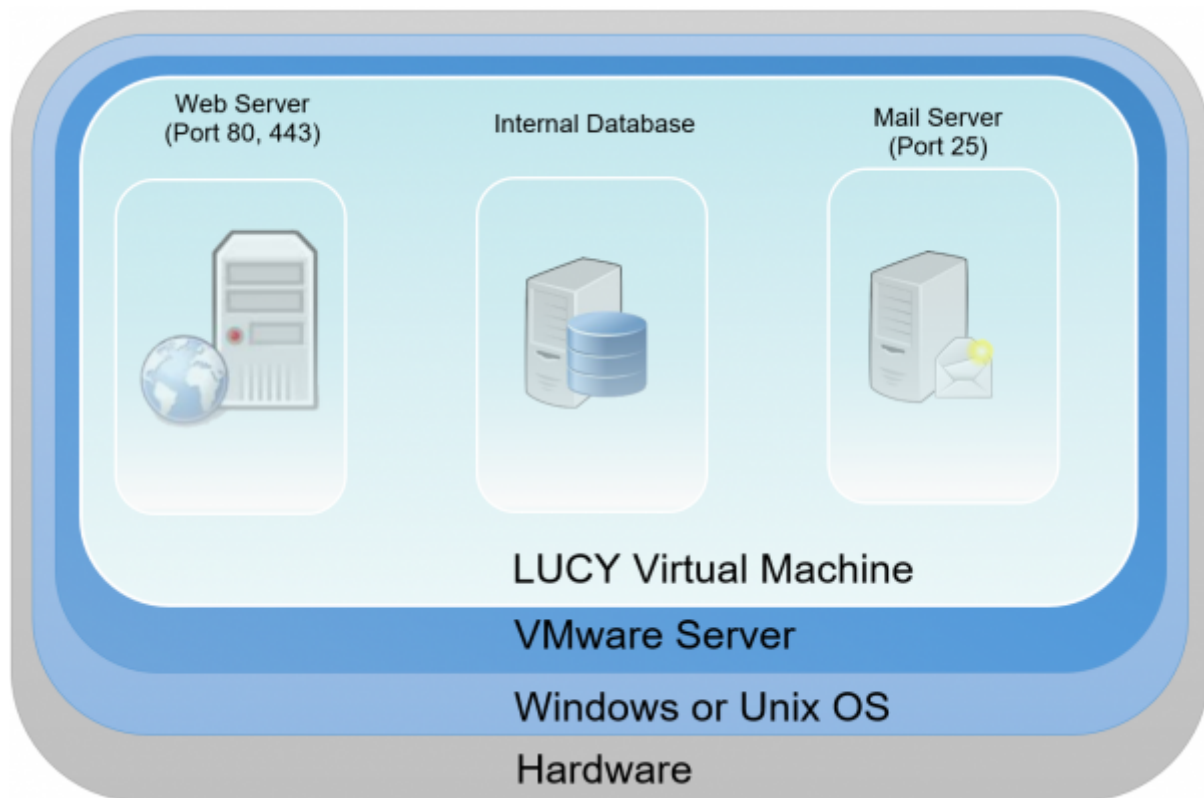 Web Server
(Port 80, 443)
Internal Database
Mail Server
(Port 25)
LUCY Virtual Machine
VMware Server
Windows or Unix OS
Hardware